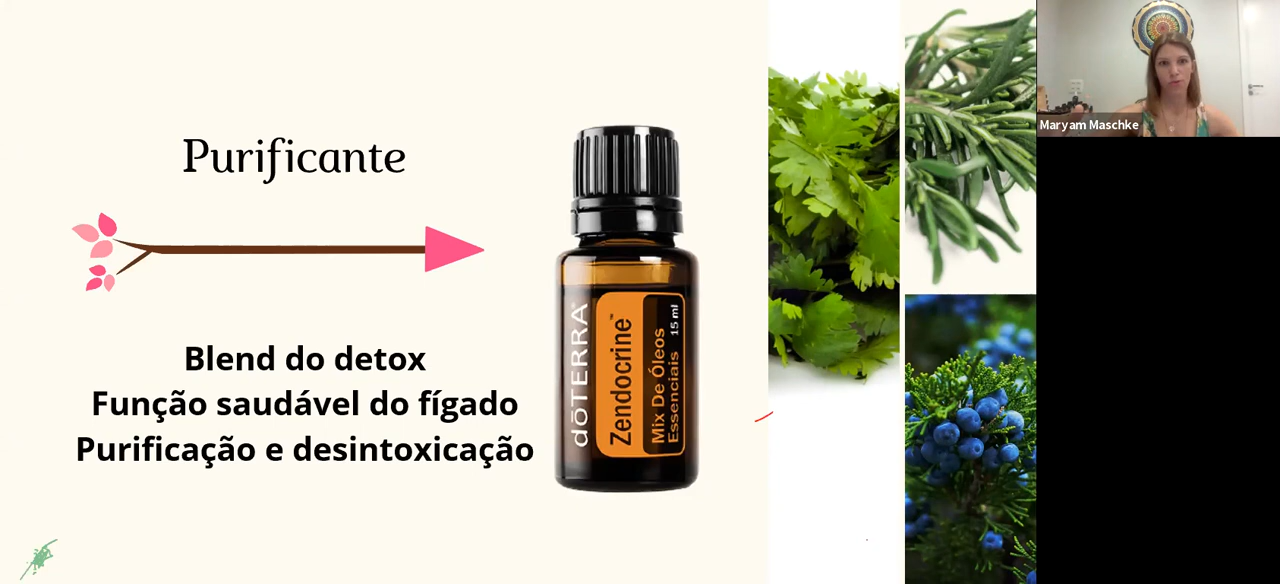 Purificante
Blend do detox
Função saudável do fígado
Purificação e desintoxicação
dōTERRA®
Zendocrine™
Mix De Óleos
Essenciais 15 ml
Maryam Maschke